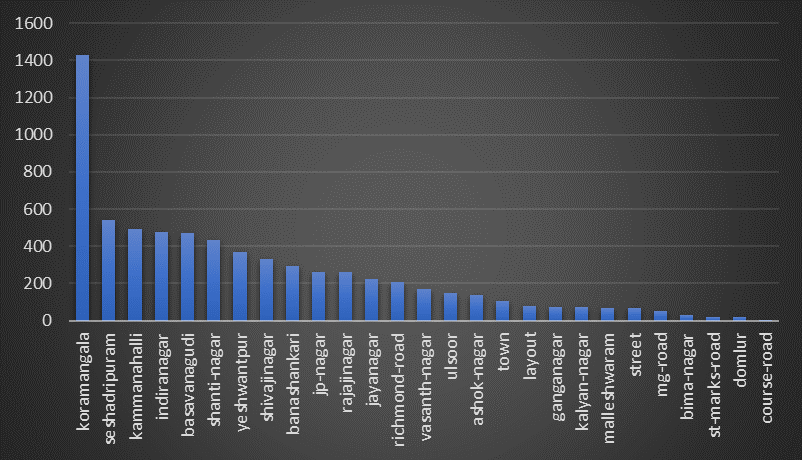 1600
1400
1200
1000
800
600
400
200
0
koramangala
seshadripuram
kammanahalli
indiranagar
basavanagudi
shanti-nagar
yeshwantpur
shivajinagar
banashankari
jp-nagar
rajajinagar
jayanagar
richmond-road
vasanth-nagar
ulsoor
ashok-nagar
town
layout
ganganagar
kalyan-nagar
malleshwaram
street
mg-road
bima-nagar
st-marks-road
domlur
course-road